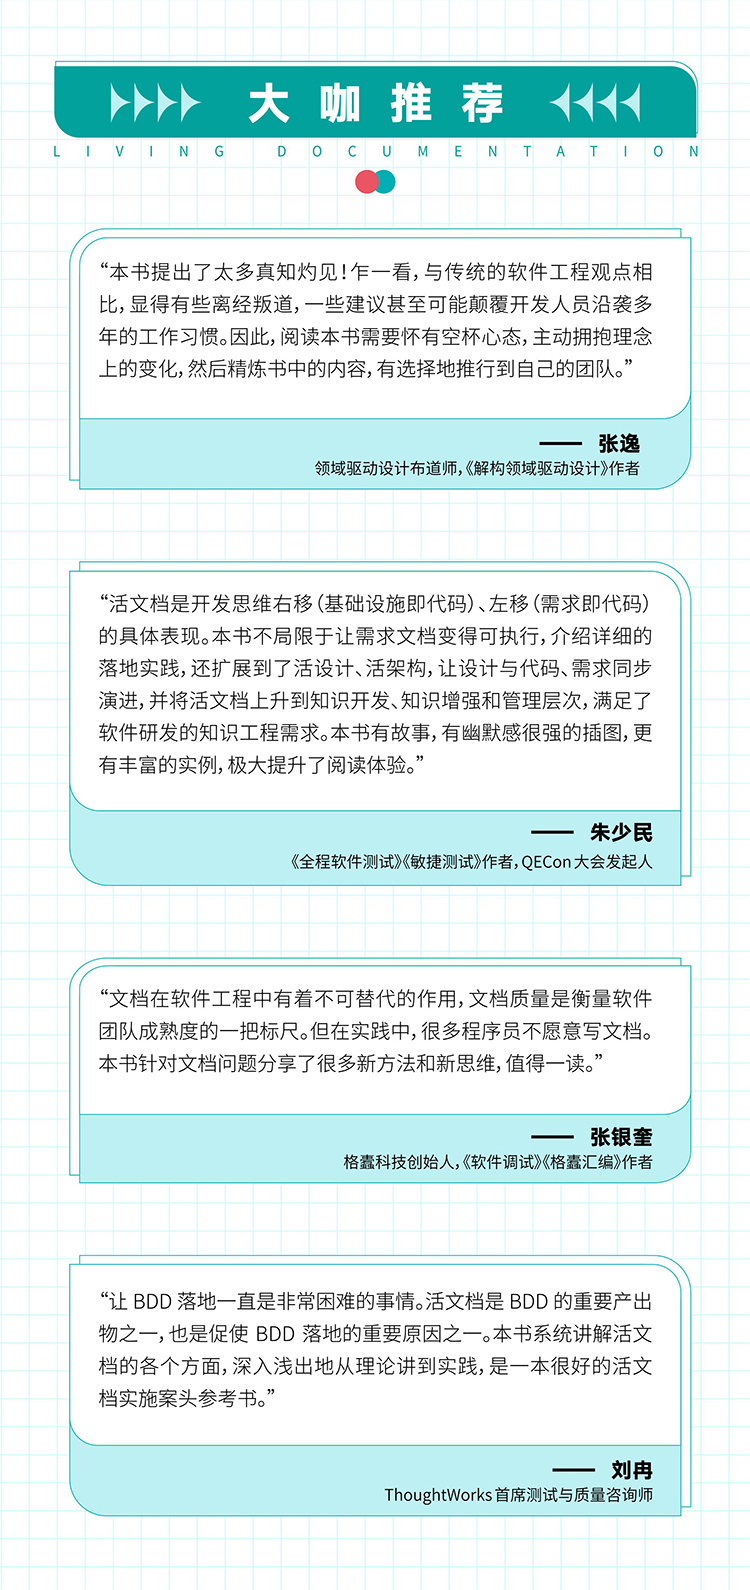 大咖推荐
LIVING DOCUMENTATION
“本书提出了太多真知灼见！乍一看，与传统的软件工程观点相
比，显得有些离经叛道，一些建议甚至可能颠覆开发人员沿袭多
年的工作习惯。因此，阅读本书需要怀有空杯心态，主动拥抱理念
上的变化，然后精炼书中的内容，有选择地推行到自己的团队。”
—— 张逸
领域驱动设计布道师，《解构领域驱动设计》作者
“活文档是开发思维右移（基础设施即代码）、左移（需求即代码）
的具体表现。本书不局限于让需求文档变得可执行，介绍详细的
落地实践，还扩展到了活设计、活架构，让设计与代码、需求同步
演进，并将活文档上升到知识开发、知识增强和管理层次，满足了
软件研发的知识工程需求。本书有故事，有幽默感很强的插图，更
有丰富的实例，极大提升了阅读体验。”
—— 朱少民
《全程软件测试》《敏捷测试》作者，QECon 大会发起人
“文档在软件工程中有着不可替代的作用，文档质量是衡量软件
团队成熟度的一把标尺。但在实践中，很多程序员不愿意写文档。
本书针对文档问题分享了很多新方法和新思维，值得一读。”
—— 张银奎
格蠹科技创始人，《软件调试》《格蠹汇编》作者
“让 BDD 落地一直是非常困难的事情。活文档是 BDD 的重要产出
物之一，也是促使 BDD 落地的重要原因之一。本书系统讲解活文
档的各个方面，深入浅出地从理论讲到实践，是一本很好的活文
档实施案头参考书。”
—— 刘冉
ThoughtWorks 首席测试与质量咨询师